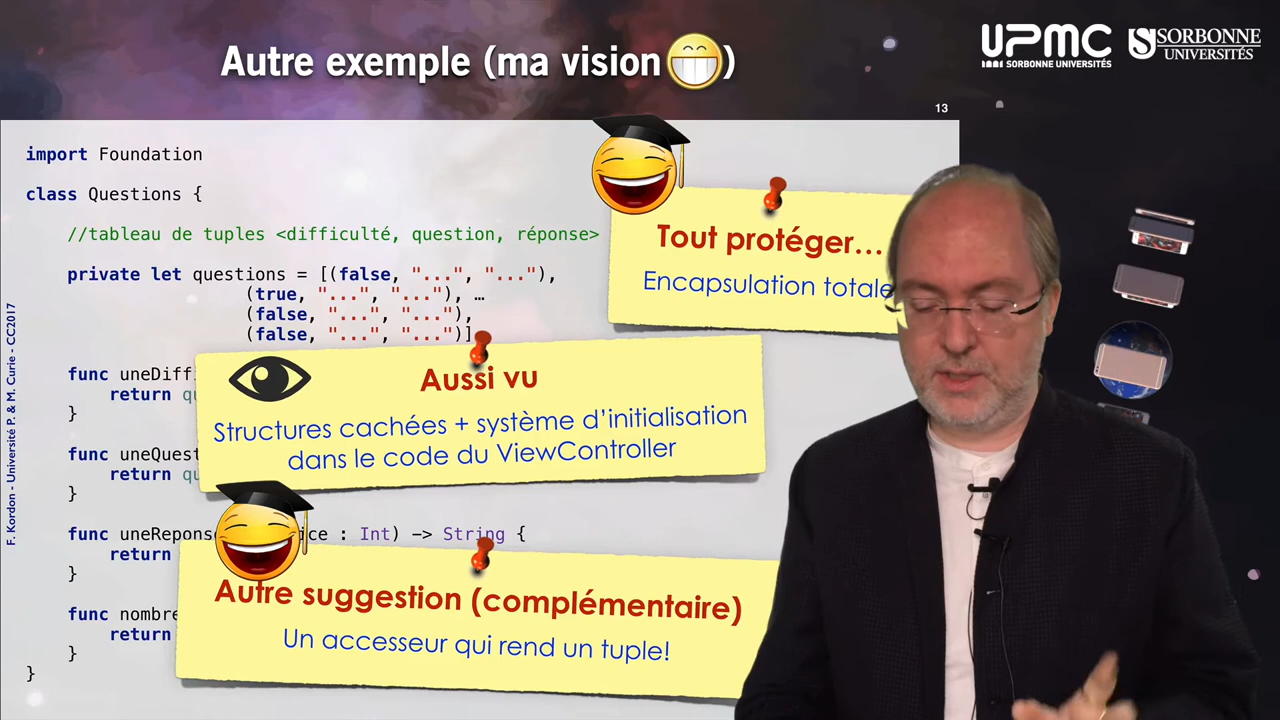 Autre exemple (ma vision )
UPMC
SORBONNE UNIVERSITÉS
SORBONNE
UNIVERSITÉS
13
import Foundation
class Questions {
//tableau de tuples <difficulté, question, réponse>
private let questions = [(false, "...", "..."),
(true, "...", "..."), …
(false, "...", "..."),
(false, "...", "...")]
Tout protéger…
Encapsulation totale
func uneDiffi
return qu
}
Aussi vu
Structures cachées + système d'initialisation
dans le code du ViewController
func uneQuest
return qu
}
func uneRepons ice : Int) -> String {
return
}
Autre suggestion (complémentaire)
Un accesseur qui rend un tuple!
func nombre
return
}
}
F. Kordon - Université P. & M. Curie - CC2017